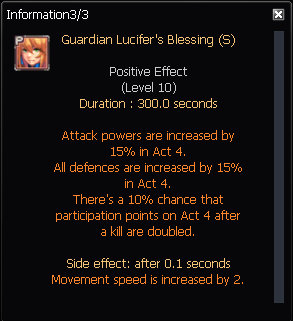 Information3/3
P
Guardian Lucifer's Blessing (S)
Positive Effect
(Level 10)
Duration : 300.0 seconds
Attack powers are increased by
15% in Act 4.
All defences are increased by 15%
in Act 4.
There's a 10% chance that
participation points on Act 4 after
a kill are doubled.
Side effect: after 0.1 seconds
Movement speed is increased by 2.